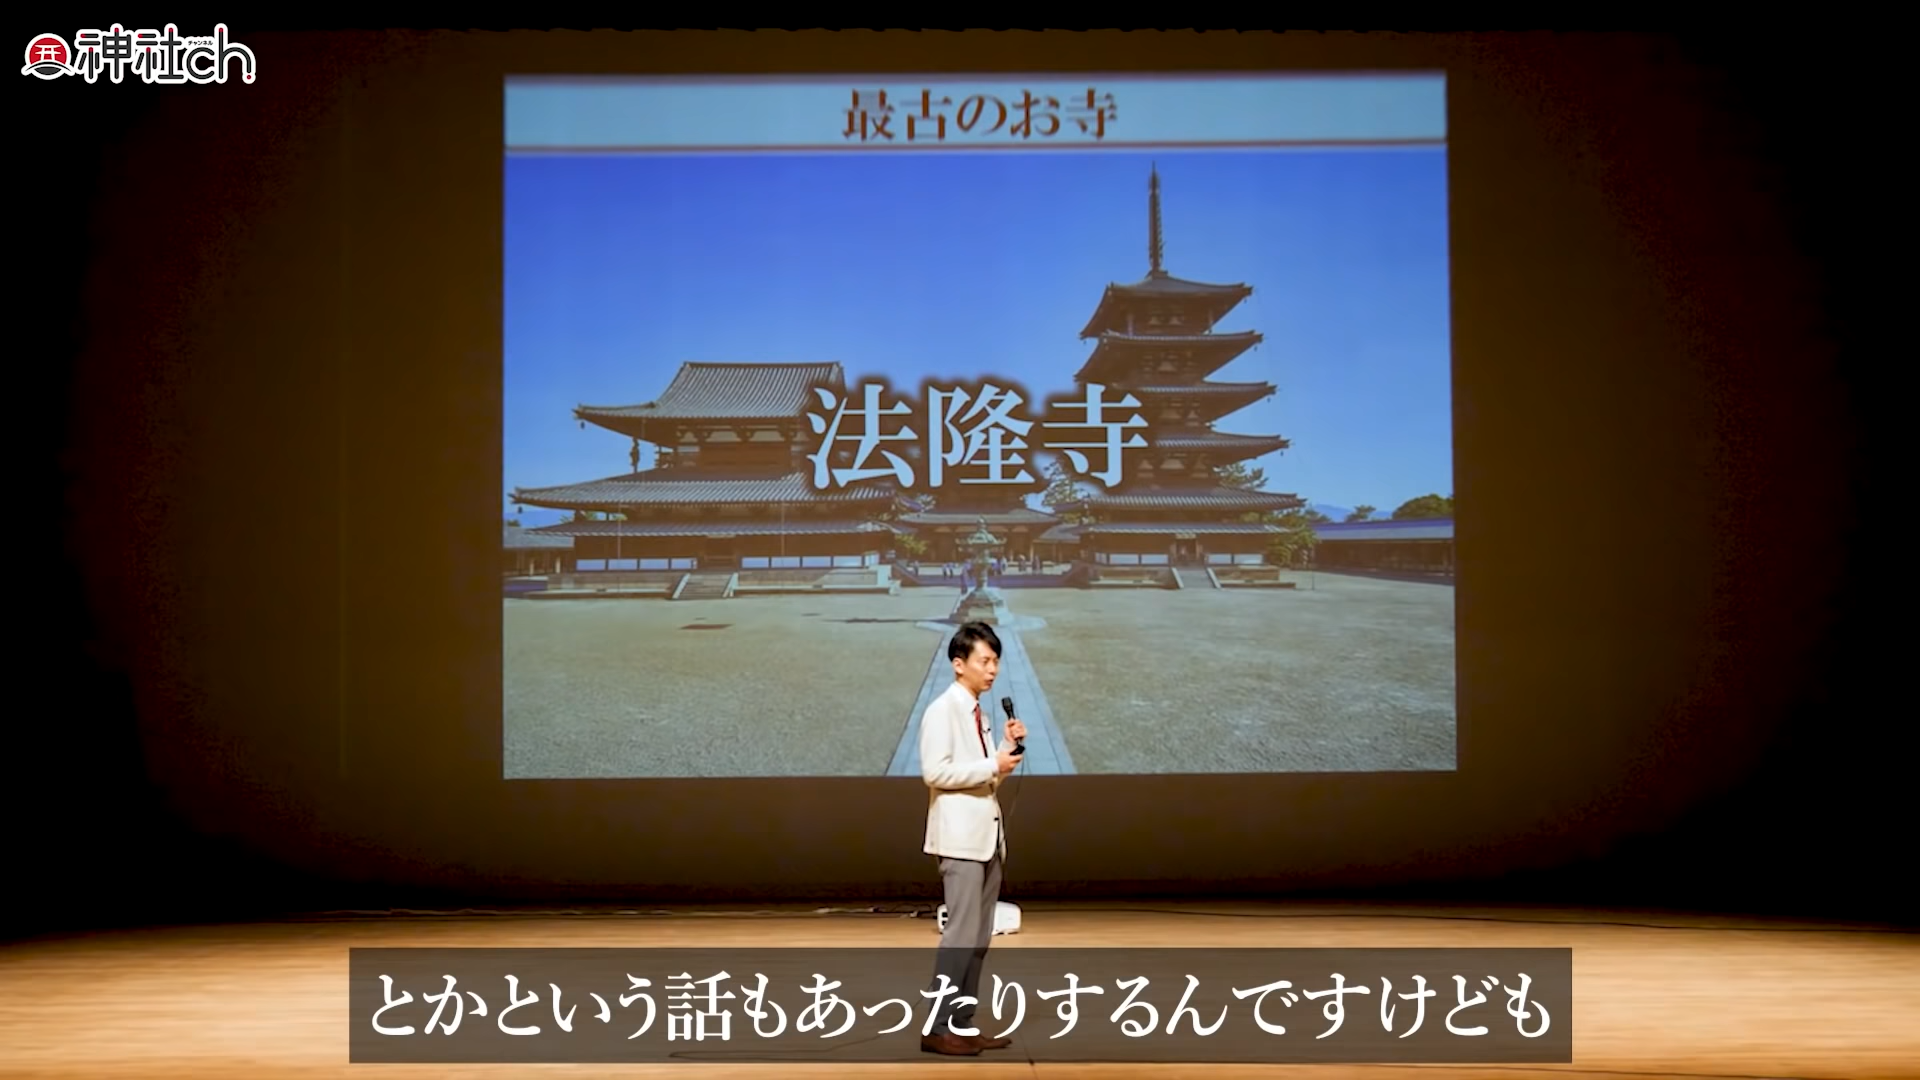 神社ch
チャンネル
最古のお寺
法隆寺
とかという話もあったりするんですけども